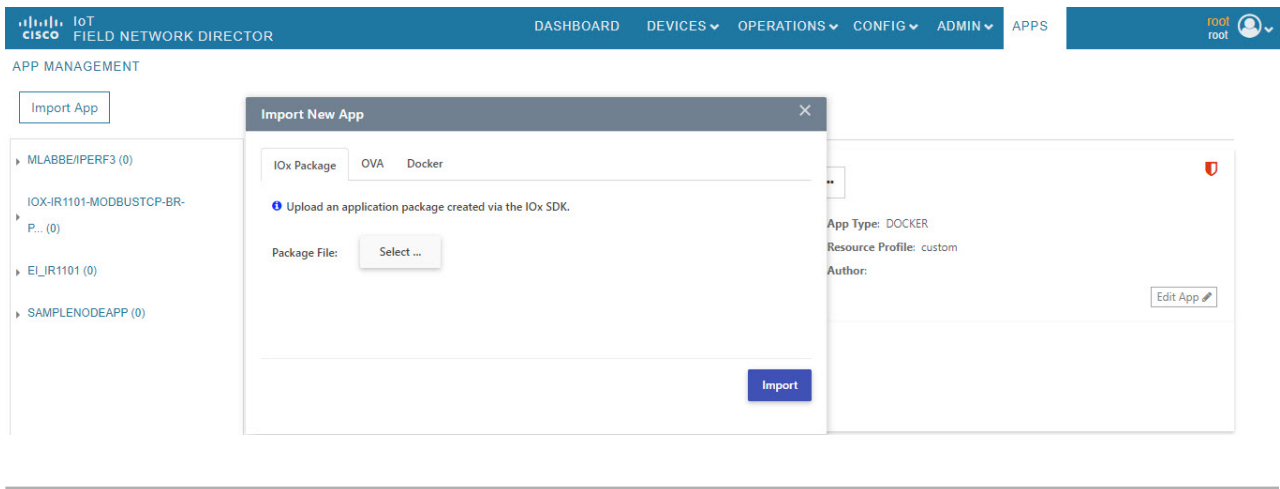 IoT
CISCO FIELD NETWORK DIRECTOR
DASHBOARD DEVICES OPERATIONS CONFIG ADMIN APPS
root
root
APP MANAGEMENT
Import App
MLABBE/IPERF3 (0)
IOX-IR1101-MODBUSTCP-BR-
P... (0)
EI_IR1101 (0)
SAMPLENODEAPP (0)
Import New App
IOx Package OVA Docker
Upload an application package created via the IOx SDK.
Package File: Select ...
Import
App Type: DOCKER
Resource Profile: custom
Author:
Edit App